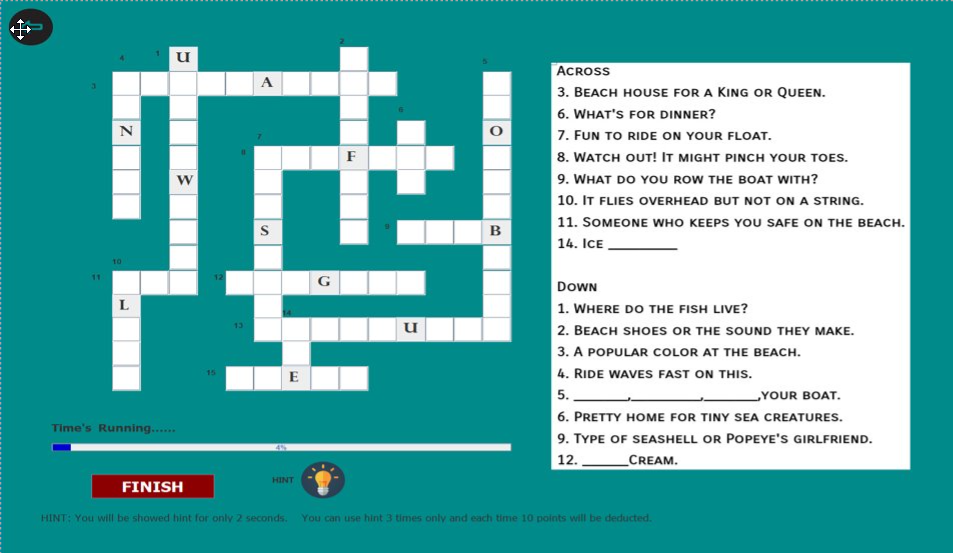 2
1 U
4
5
3 A
6
N O
7
8 F
W
S 9 B
10
11 12 G
L
14
13 U
15 E
ACROSS
3. BEACH HOUSE FOR A KING OR QUEEN.
6. WHAT'S FOR DINNER?
7. FUN TO RIDE ON YOUR FLOAT.
8. WATCH OUT! IT MIGHT PINCH YOUR TOES.
9. WHAT DO YOU ROW THE BOAT WITH?
10. IT FLIES OVERHEAD BUT NOT ON A STRING.
11. SOMEONE WHO KEEPS YOU SAFE ON THE BEACH.
14. ICE __________
DOWN
1. WHERE DO THE FISH LIVE?
2. BEACH SHOES OR THE SOUND THEY MAKE.
3. A POPULAR COLOR AT THE BEACH.
4. RIDE WAVES FAST ON THIS.
5. ________,__________,________,YOUR BOAT.
6. PRETTY HOME FOR TINY SEA CREATURES.
9. TYPE OF SEASHELL OR POPEYE'S GIRLFRIEND.
12. ______CREAM.
Time's Running......
4%
FINISH
HINT
HINT: You will be showed hint for only 2 seconds. You can use hint 3 times only and each time 10 points will be deducted.